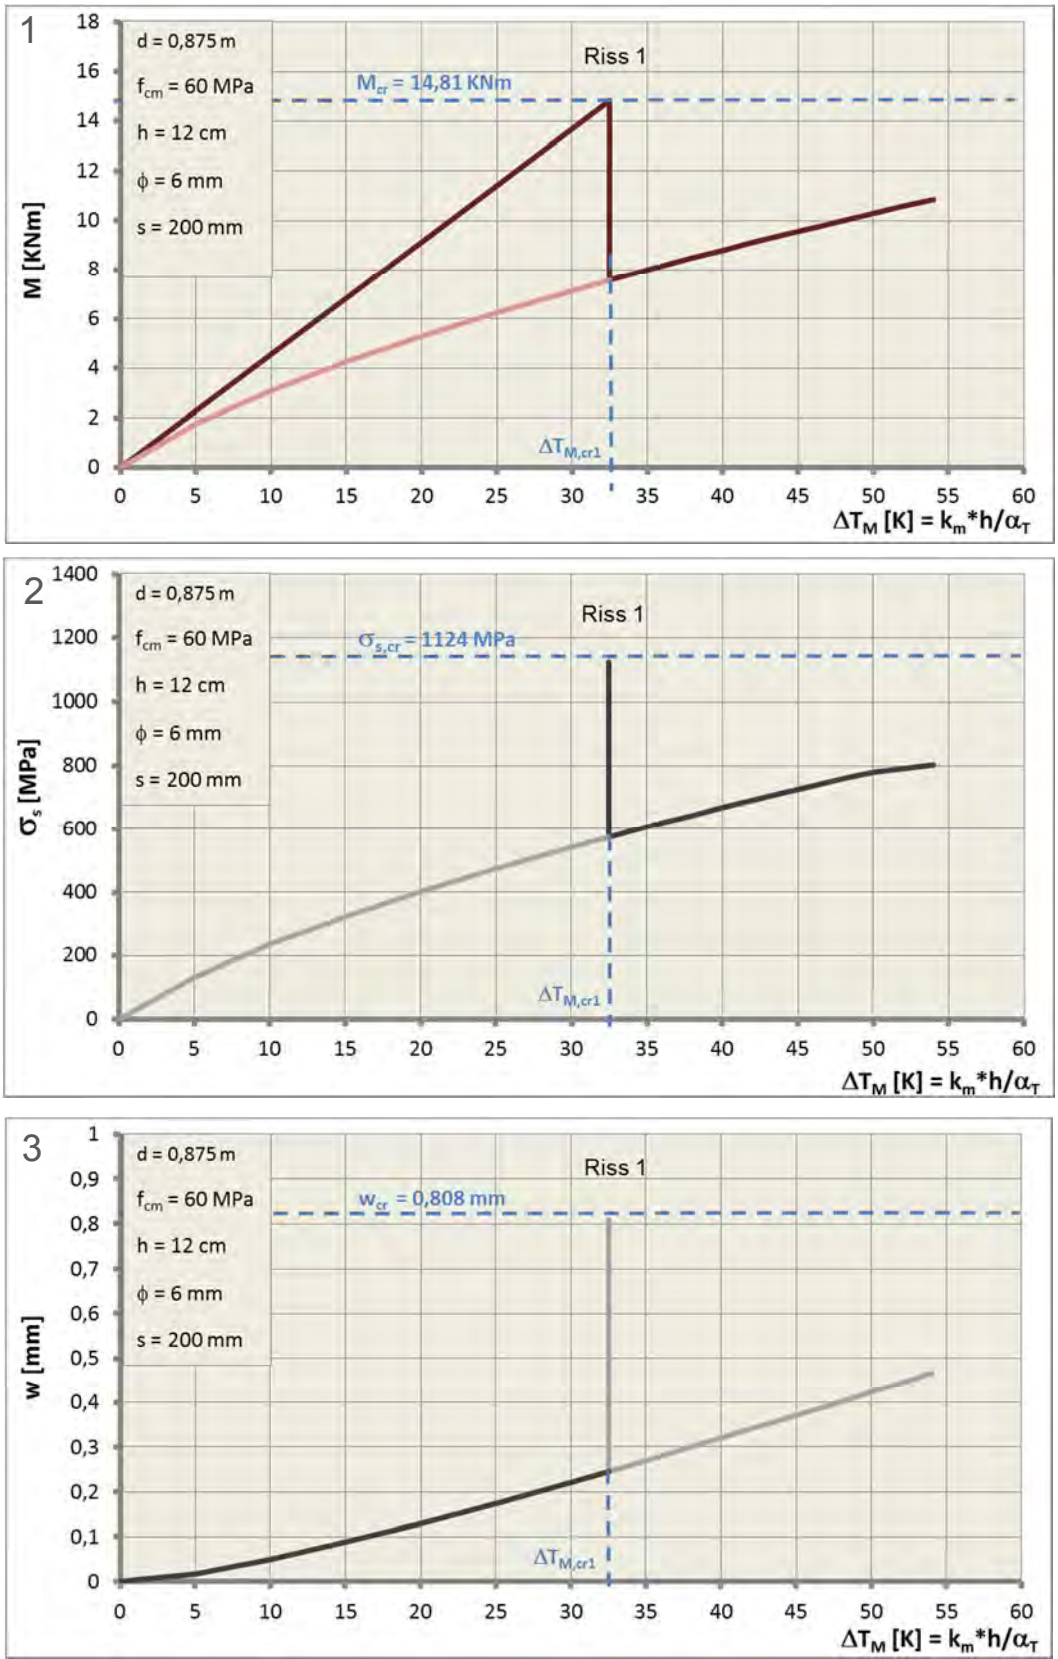 1
18
16
14
12
10
8
6
4
2
0
M [KNm]
d = 0,875 m
f_cm = 60 MPa
h = 12 cm
ϕ = 6 mm
s = 200 mm
Riss 1
M_cr = 14,81 KNm
ΔT_M,cr1
0 5 10 15 20 25 30 35 40 45 50 55 60
ΔT_M [K] = k_m*h/α_T
2
1400
1200
1000
800
600
400
200
0
σ_s [MPa]
d = 0,875 m
f_cm = 60 MPa
h = 12 cm
ϕ = 6 mm
s = 200 mm
Riss 1
σ_s,cr = 1124 MPa
ΔT_M,cr1
0 5 10 15 20 25 30 35 40 45 50 55 60
ΔT_M [K] = k_m*h/α_T
3
1
0,9
0,8
0,7
0,6
0,5
0,4
0,3
0,2
0,1
0
w [mm]
d = 0,875 m
f_cm = 60 MPa
h = 12 cm
ϕ = 6 mm
s = 200 mm
Riss 1
w_cr = 0,808 mm
ΔT_M,cr1
0 5 10 15 20 25 30 35 40 45 50 55 60
ΔT_M [K] = k_m*h/α_T